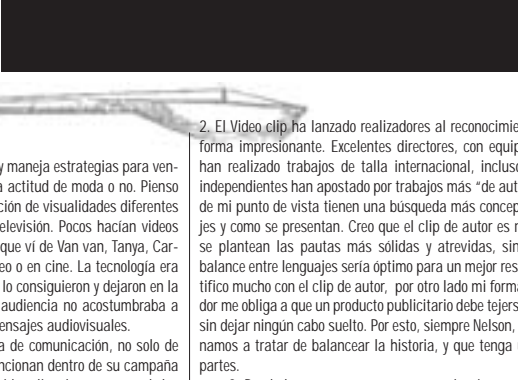 y maneja estrategias para ven-
actitud de moda o no. Pienso
ción de visualidades diferentes
elevisión. Pocos hacían videos
que ví de Van van, Tanya, Car-
eo o en cine. La tecnología era
lo consiguieron y dejaron en la
audiencia no acostumbraba a
ensajes audiovisuales.
a de comunicación, no solo de
ncionan dentro de su campaña
2. El Video clip ha lanzado realizadores al reconocimie
forma impresionante. Excelentes directores, con equip
han realizado trabajos de talla internacional, inclus
independientes han apostado por trabajos más “de aut
de mi punto de vista tienen una búsqueda más concep
jes y como se presentan. Creo que el clip de autor es
se plantean las pautas más sólidas y atrevidas, sin
balance entre lenguajes sería óptimo para un mejor res
tifico mucho con el clip de autor, por otro lado mi form
dor me obliga a que un producto publicitario debe tejers
sin dejar ningún cabo suelto. Por esto, siempre Nelson,
namos a tratar de balancear la historia, y que tenga
partes.